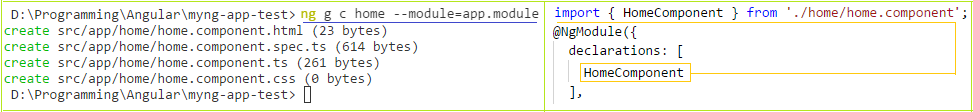 D:\Programming\Angular\myng-app-test> ng g c home --module=app.module
create src/app/home/home.component.html (23 bytes)
create src/app/home/home.component.spec.ts (614 bytes)
create src/app/home/home.component.ts (261 bytes)
create src/app/home/home.component.css (0 bytes)
D:\Programming\Angular\myng-app-test>
import { HomeComponent } from './home/home.component';
@NgModule({
declarations: [
HomeComponent
],